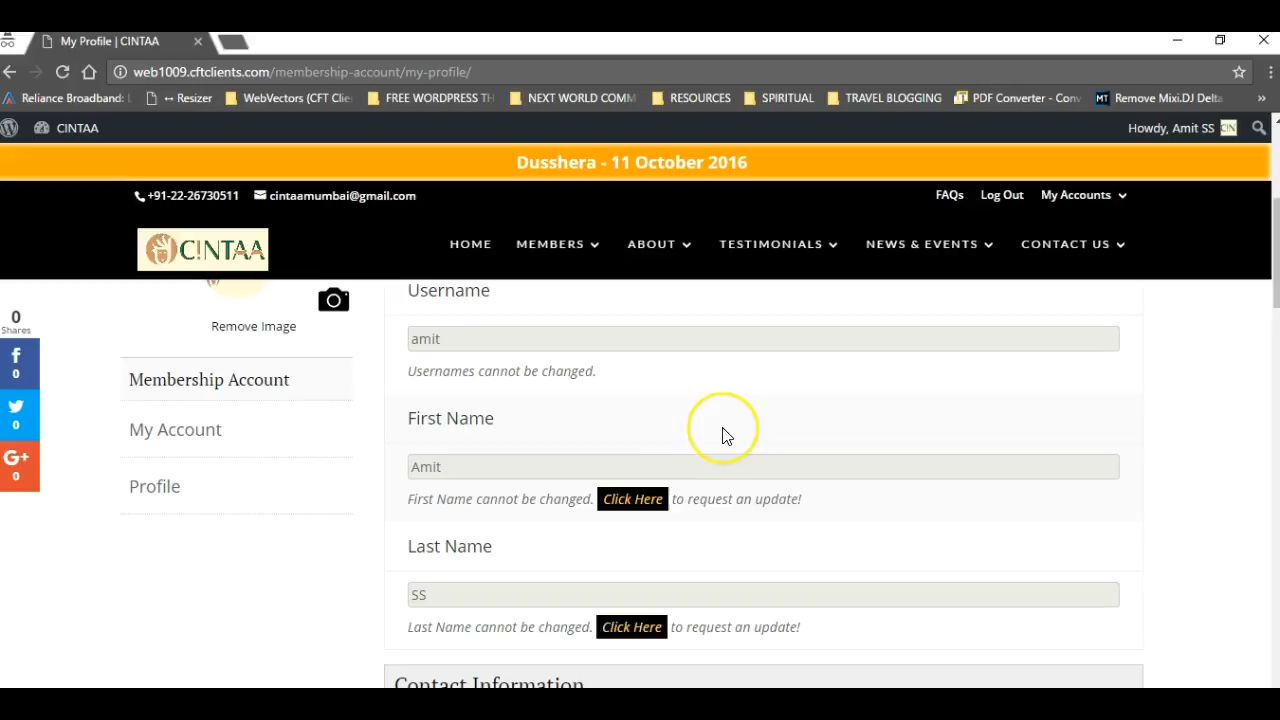 My Profile | CINTAA
web1009.cftclients.com/membership-account/my-profile/
Reliance Broadband: L
↔ Resizer
WebVectors (CFT Clie
FREE WORDPRESS TH
NEXT WORLD COMM
RESOURCES
SPIRITUAL
TRAVEL BLOGGING
PDF Converter - Conv
MT
Remove Mixi.DJ Delta
»
CINTAA
Howdy, Amit SS
CIN
Dusshera - 11 October 2016
+91-22-26730511
cintaamumbai@gmail.com
FAQs
Log Out
My Accounts
C!NTAA
HOME
MEMBERS
ABOUT
TESTIMONIALS
NEWS & EVENTS
CONTACT US
0
Shares
f
0
0
G+
0
Remove Image
Membership Account
My Account
Profile
Username
amit
Usernames cannot be changed.
First Name
Amit
First Name cannot be changed. Click Here to request an update!
Last Name
SS
Last Name cannot be changed. Click Here to request an update!
Contact Information